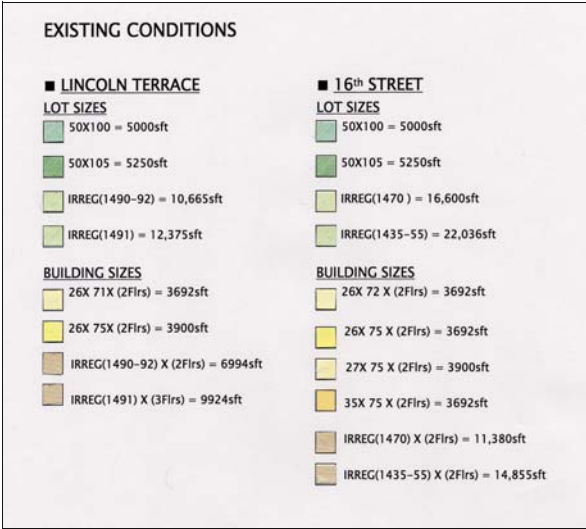 EXISTING CONDITIONS
■ LINCOLN TERRACE
LOT SIZES
50X100 = 5000sft
50X105 = 5250sft
IRREG(1490-92) = 10,665sft
IRREG(1491) = 12,375sft
BUILDING SIZES
26X 71X (2Flrs) = 3692sft
26X 75X (2Flrs) = 3900sft
IRREG(1490-92) X (2Flrs) = 6994sft
IRREG(1491) X (3Flrs) = 9924sft
■ 16th STREET
LOT SIZES
50X100 = 5000sft
50X105 = 5250sft
IRREG(1470 ) = 16,600sft
IRREG(1435-55) = 22,036sft
BUILDING SIZES
26X 72 X (2Flrs) = 3692sft
26X 75 X (2Flrs) = 3692sft
27X 75 X (2Flrs) = 3900sft
35X 75 X (2Flrs) = 3692sft
IRREG(1470) X (2Flrs) = 11,380sft
IRREG(1435-55) X (2Flrs) = 14,855sft